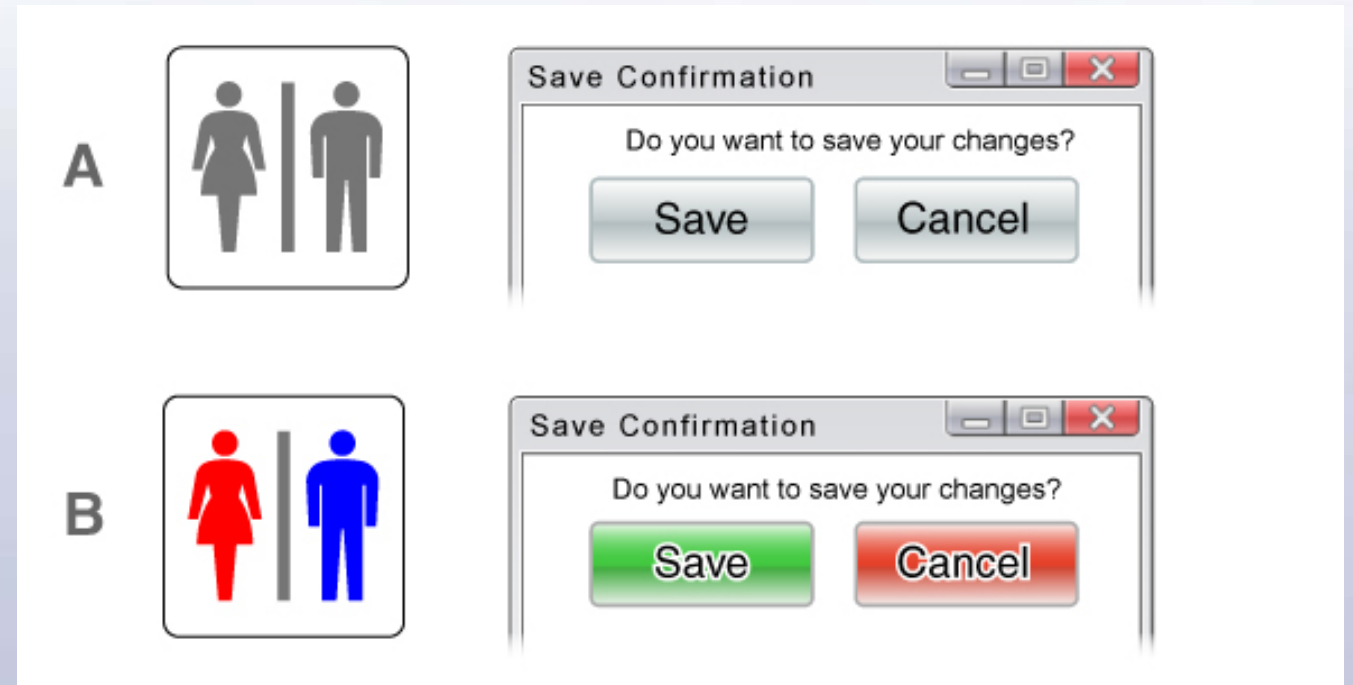 A
Save Confirmation
Do you want to save your changes?
Save Cancel
B
Save Confirmation
Do you want to save your changes?
Save Cancel